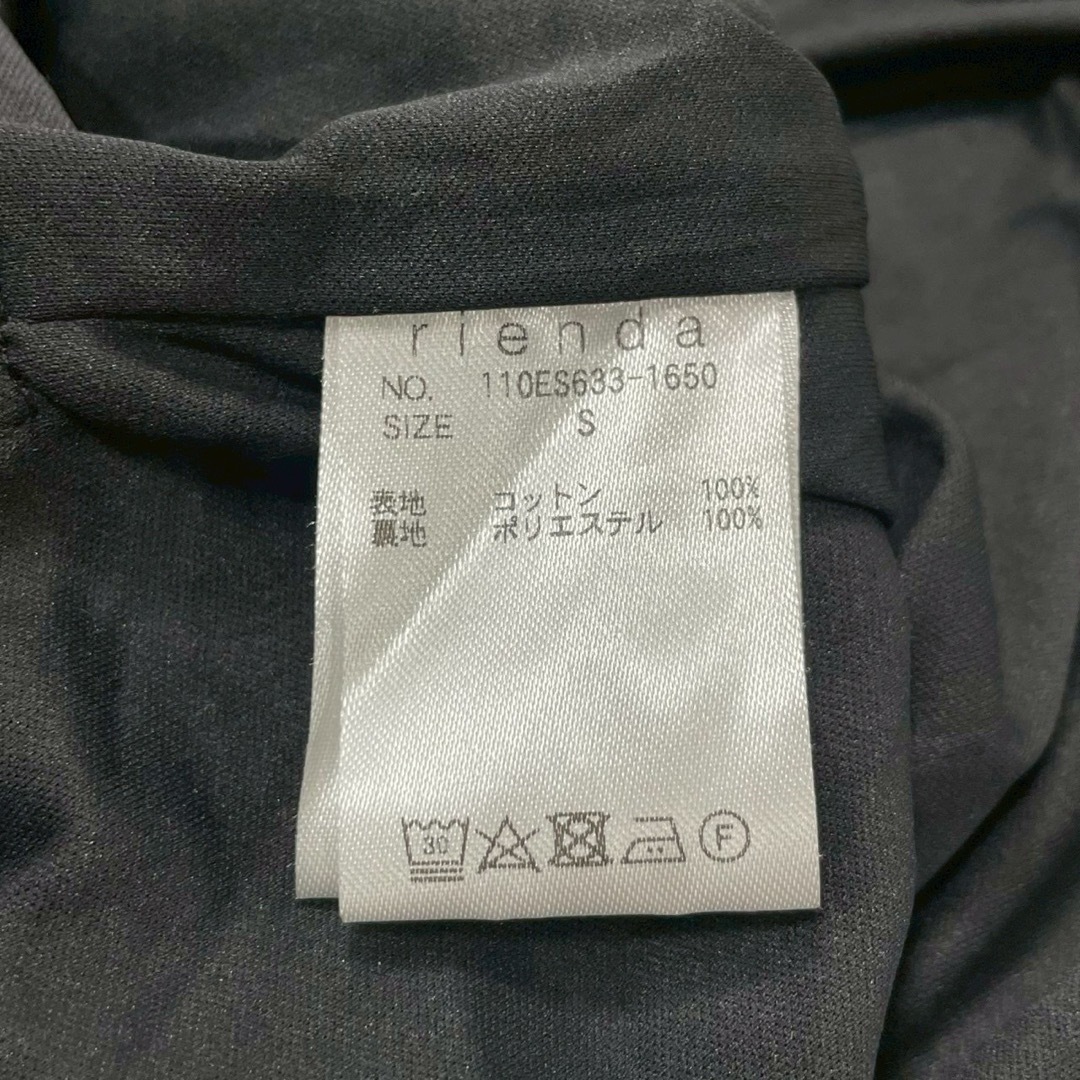 rienda
NO. 110ES633-1650
SIZE S
表地 コットン 100%
裏地 ポリエステル 100%
30 F